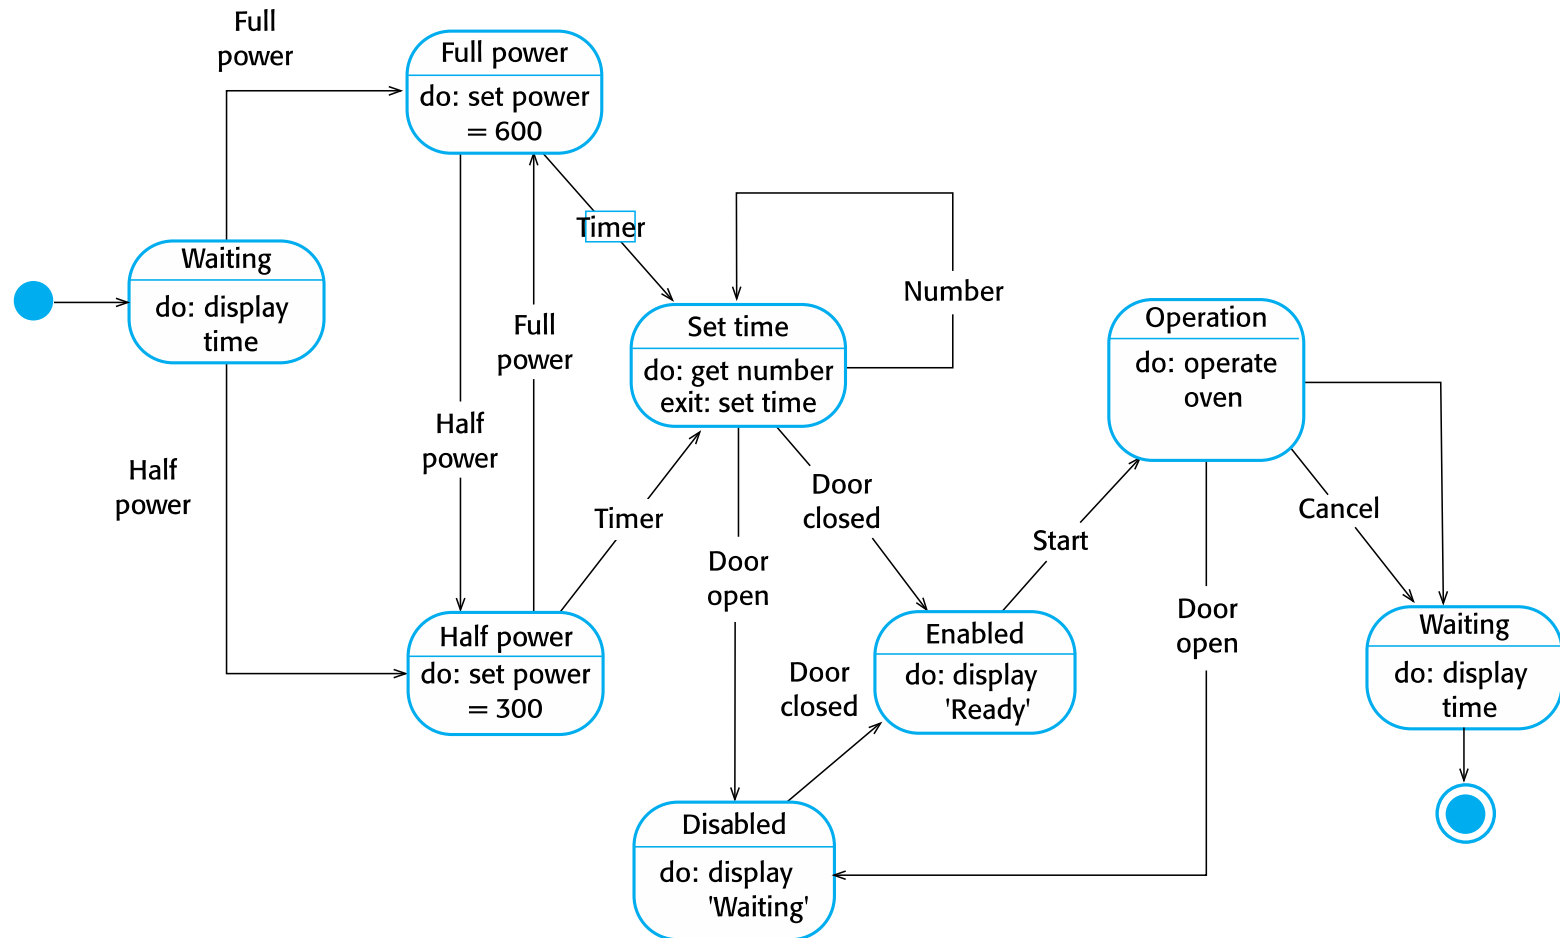 Full
power
Full power
do: set power
= 600
Timer
Waiting
do: display
time
Number
Full
power
Set time
do: get number
exit: set time
Operation
do: operate
oven
Half
power
Half
power
Timer
Door
closed
Door
open
Start
Cancel
Door
open
Half power
do: set power
= 300
Door
closed
Enabled
do: display
'Ready'
Waiting
do: display
time
Disabled
do: display
'Waiting'